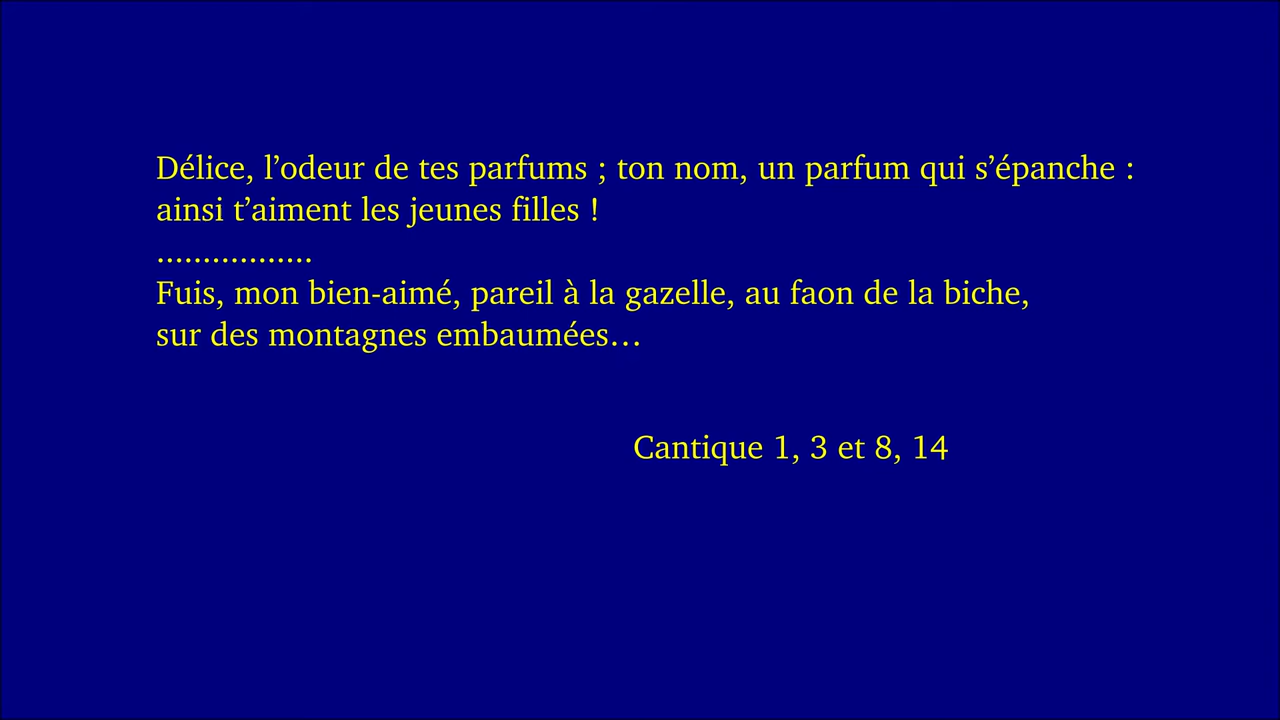 Délice, l’odeur de tes parfums ; ton nom, un parfum qui s’épanche :
ainsi t’aiment les jeunes filles !
.................
Fuis, mon bien-aimé, pareil à la gazelle, au faon de la biche,
sur des montagnes embaumées…
Cantique 1, 3 et 8, 14